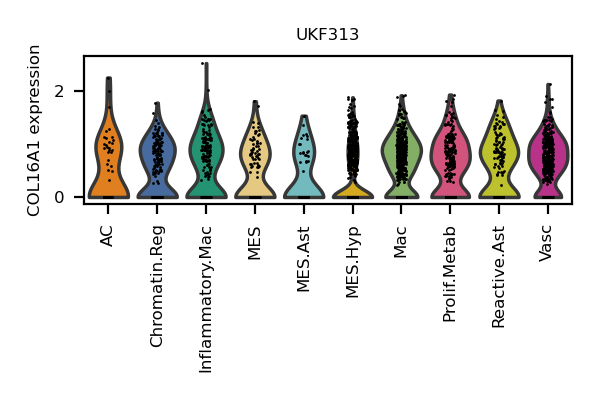 UKF313
COL16A1 expression
2
0
AC
Chromatin.Reg
Inflammatory.Mac
MES
MES.Ast
MES.Hyp
Mac
Prolif.Metab
Reactive.Ast
Vasc